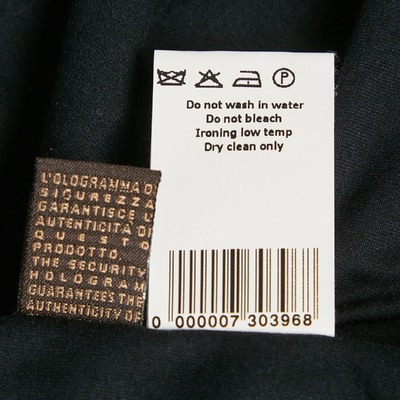 P
Do not wash in water
Do not bleach
Ironing low temp
Dry clean only
L'OLOGRAMMA DI
SICUREZZA
GARANTISCE L'
AUTENTICITÀ DI
QUESTO
PRODOTTO.
THE SECURITY
HOLOGRAM
GUARANTEES THE
AUTHENTICITY OF
0 000007 303968